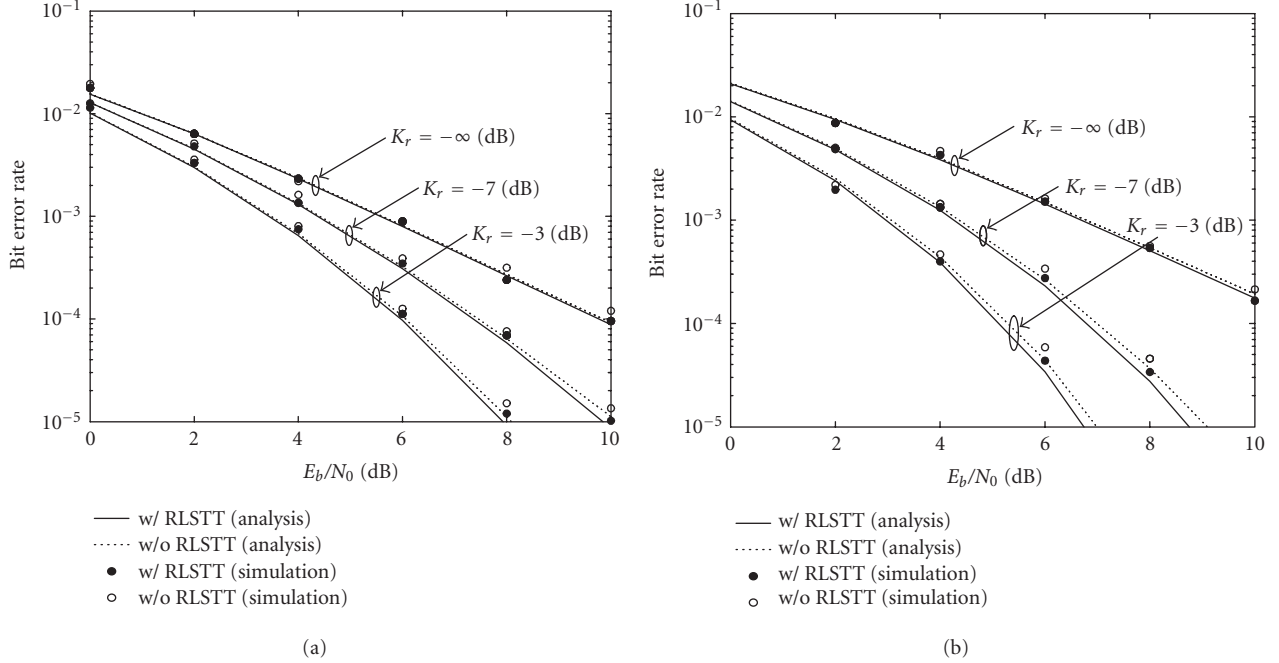 10⁻¹
10⁻²
10⁻³
10⁻⁴
10⁻⁵
Bit error rate
0 2 4 6 8 10
E_b/N_0 (dB)
K_r = −∞ (dB)
K_r = −7 (dB)
K_r = −3 (dB)
w/ RLSTT (analysis)
w/o RLSTT (analysis)
w/ RLSTT (simulation)
w/o RLSTT (simulation)
(a)
10⁻¹
10⁻²
10⁻³
10⁻⁴
10⁻⁵
Bit error rate
0 2 4 6 8 10
E_b/N_0 (dB)
K_r = −∞ (dB)
K_r = −7 (dB)
K_r = −3 (dB)
w/ RLSTT (analysis)
w/o RLSTT (analysis)
w/ RLSTT (simulation)
w/o RLSTT (simulation)
(b)